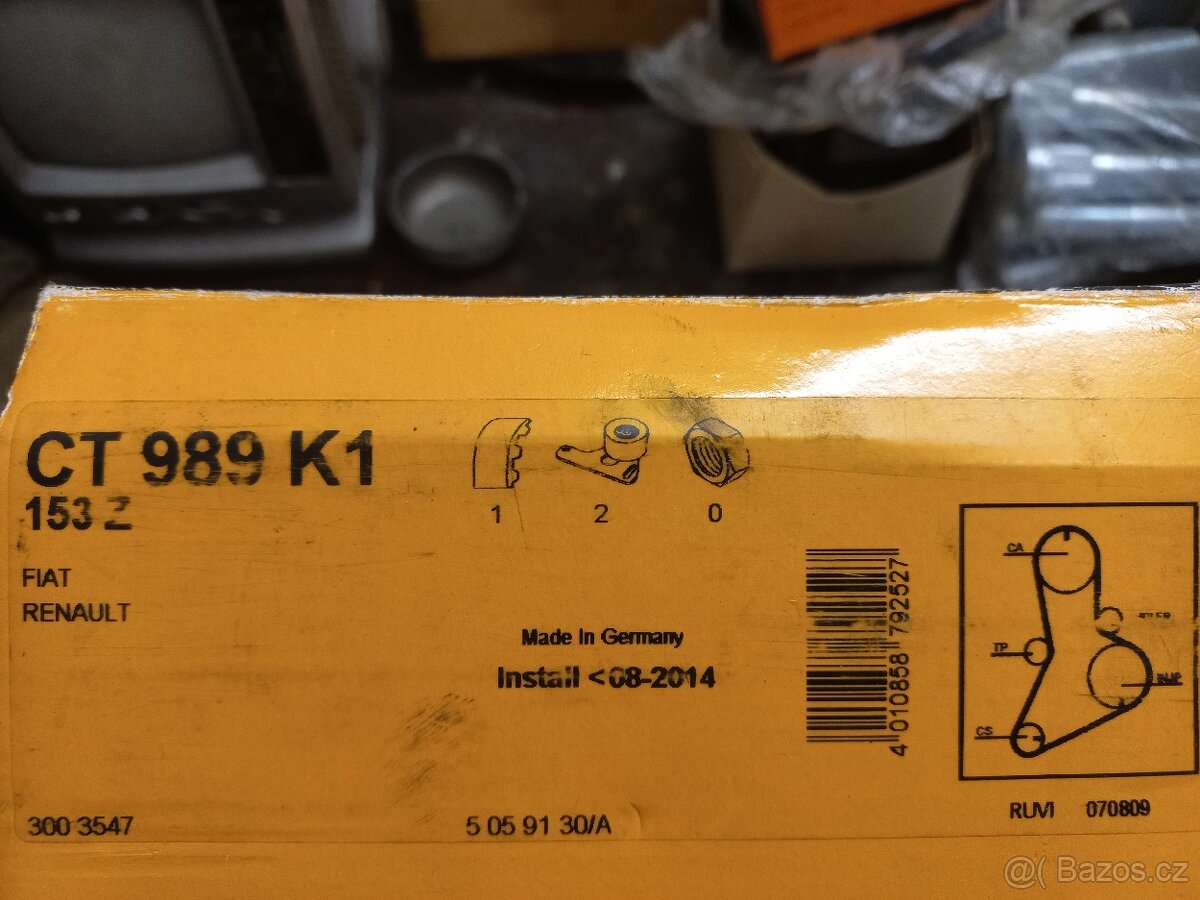 CT 989 K1
153 Z
FIAT
RENAULT
1 2 0
Made In Germany
Install <08-2014
4 010858 792527
CA
TP
INJP
CS
300 3547
5 05 91 30/A
RUVI 070809
@( Bazos.cz